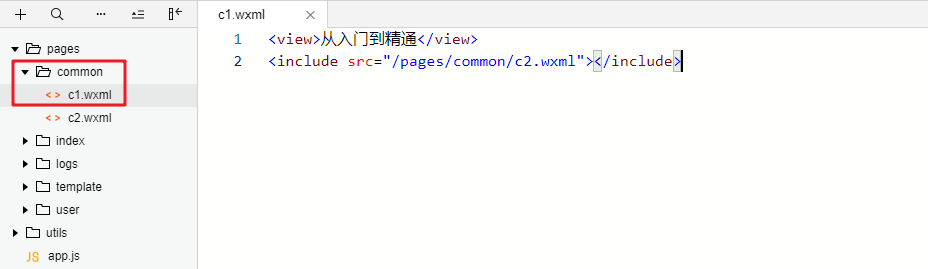 pages
common
<> c1.wxml
<> c2.wxml
index
logs
template
user
utils
JS app.js
c1.wxml
1 <view>从入门到精通</view>
2 <include src="/pages/common/c2.wxml"></include>